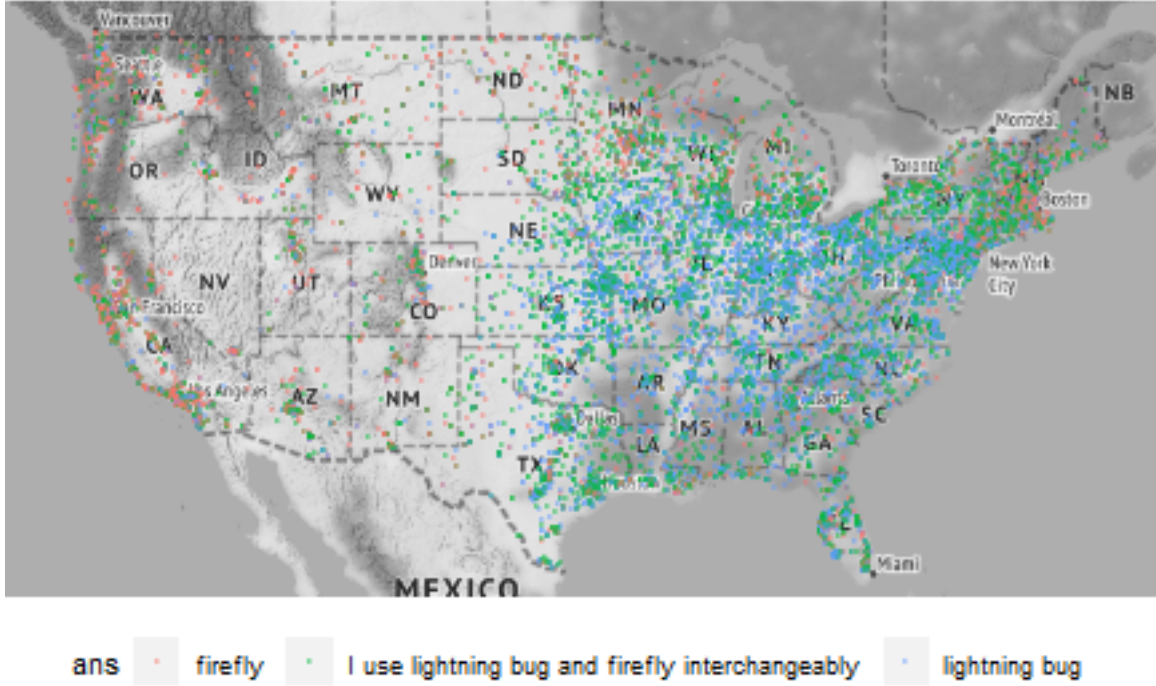 Vancouver
Seattle
WA
MT
ND
MN
NB
Montréal
OR
ID
SD
WI
MI
Toronto
WY
NY
Boston
NE
Denver
OH
NV
UT
CO
KS
MO
IL
New York
City
San Francisco
CA
KY
VA
Los Angeles
AZ
NM
OK
AR
TN
NC
Atlanta
SC
Dallas
MS
AL
GA
LA
TX
Houston
Miami
MEXICO
ans firefly I use lightning bug and firefly interchangeably lightning bug